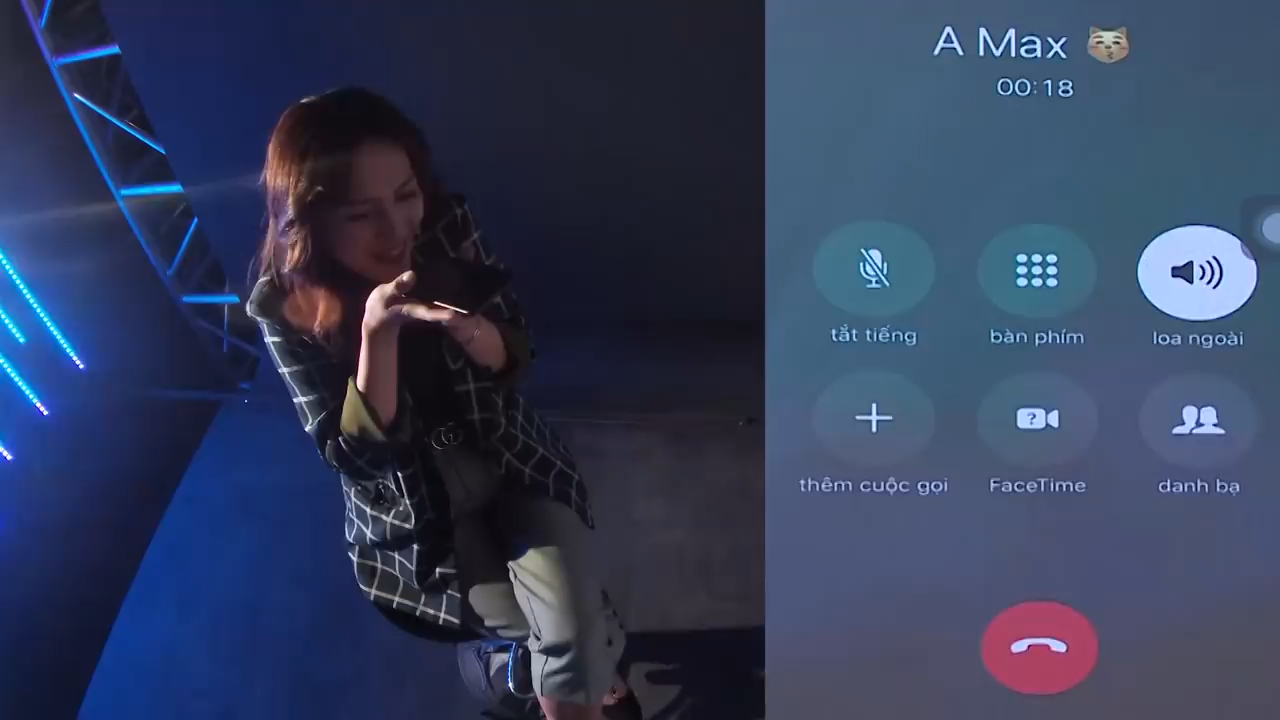 A Max 😽
00:18
tắt tiếng
bàn phím
loa ngoài
thêm cuộc gọi
FaceTime
danh bạ